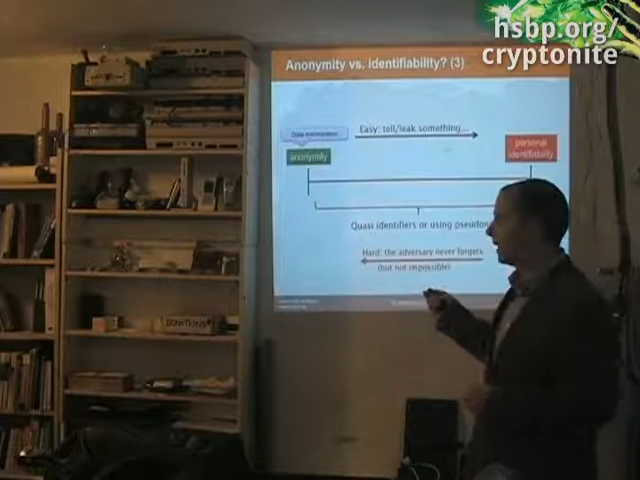 hsbp.org/
cryptonite
Anonymity vs. identifiability? (3)
Easy: tell/leak something...
anonymity
personal
identifiability
Quasi identifiers or using pseudon
Hard: the adversary never forgets
(but not impossible)